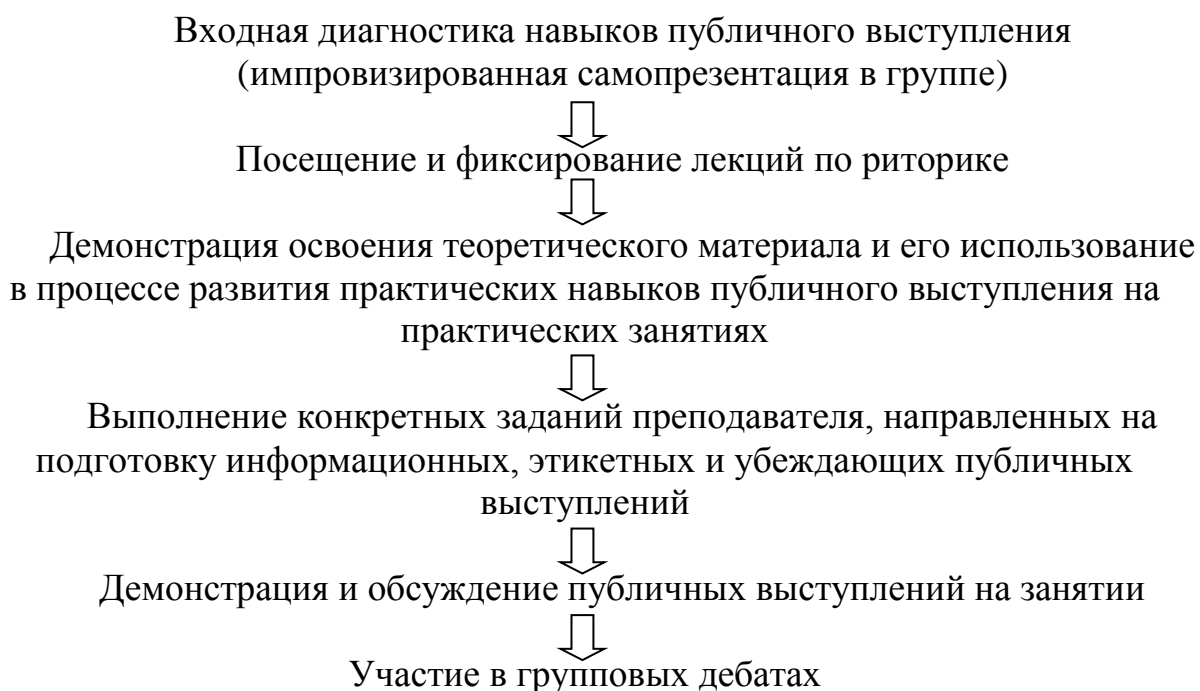 Входная диагностика навыков публичного выступления
(импровизированная самопрезентация в группе)
Посещение и фиксирование лекций по риторике
Демонстрация освоения теоретического материала и его использование
в процессе развития практических навыков публичного выступления на
практических занятиях
Выполнение конкретных заданий преподавателя, направленных на
подготовку информационных, этикетных и убеждающих публичных
выступлений
Демонстрация и обсуждение публичных выступлений на занятии
Участие в групповых дебатах